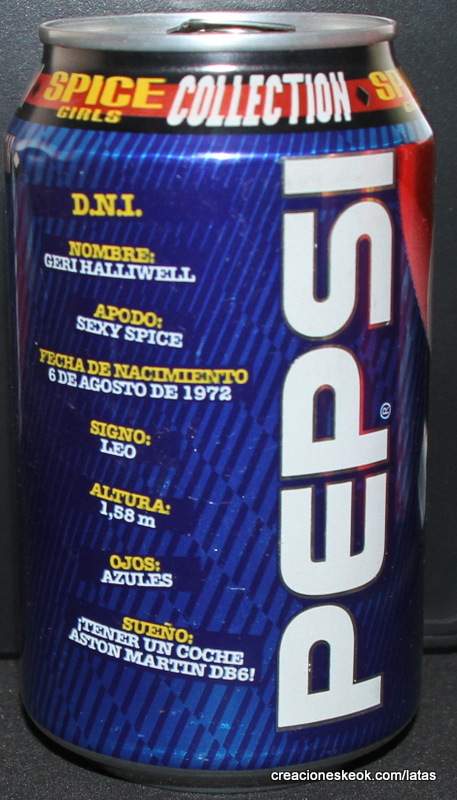 SPICE
GIRLS
COLLECTION
SP
D.N.I.
NOMBRE:
GERI HALLIWELL
APODO:
SEXY SPICE
FECHA DE NACIMIENTO
6 DE AGOSTO DE 1972
SIGNO:
LEO
ALTURA:
1,58 m
OJOS:
AZULES
SUEÑO:
¡TENER UN COCHE
ASTON MARTIN DB6!
PEPSI®
creacioneskeok.com/latas